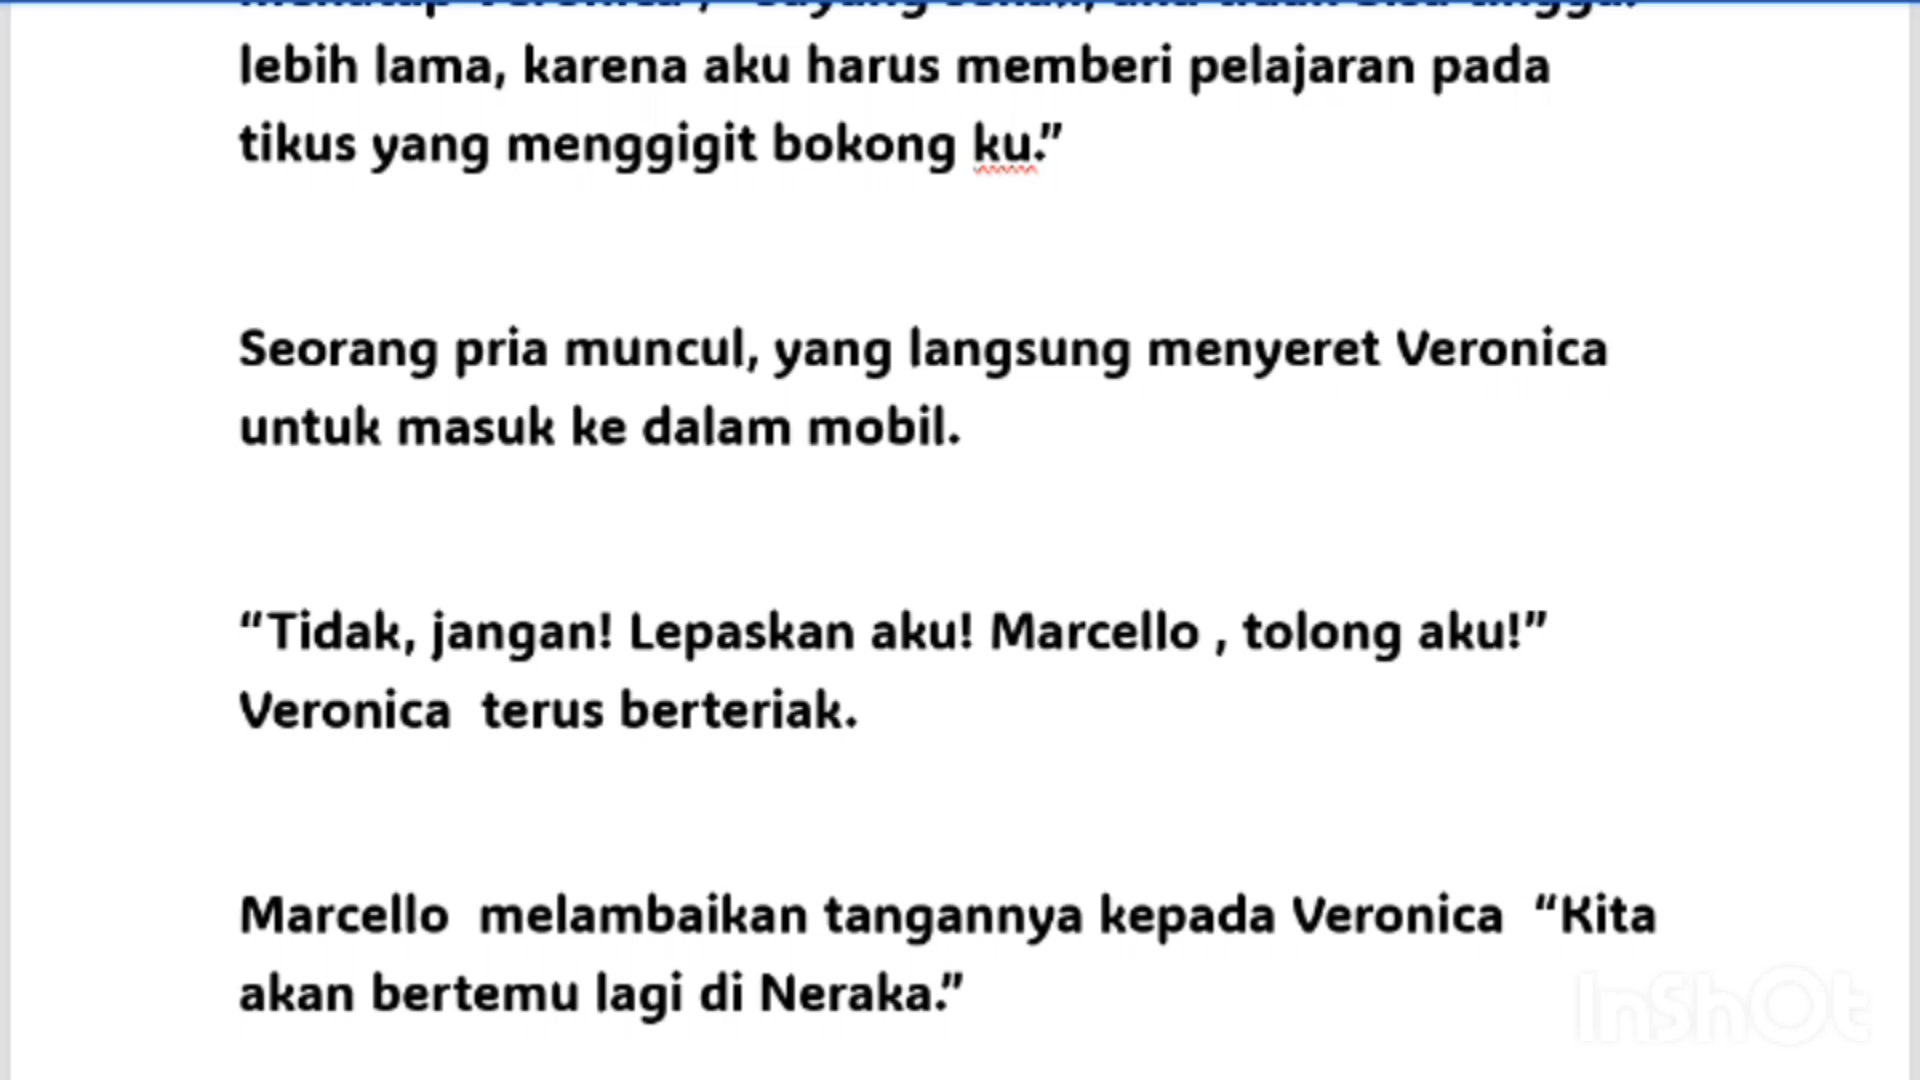 lebih lama, karena aku harus memberi pelajaran pada
tikus yang menggigit bokong ku.”
Seorang pria muncul, yang langsung menyeret Veronica
untuk masuk ke dalam mobil.
“Tidak, jangan! Lepaskan aku! Marcello , tolong aku!”
Veronica  terus berteriak.
Marcello  melambaikan tangannya kepada Veronica  “Kita
akan bertemu lagi di Neraka.”
InShOt